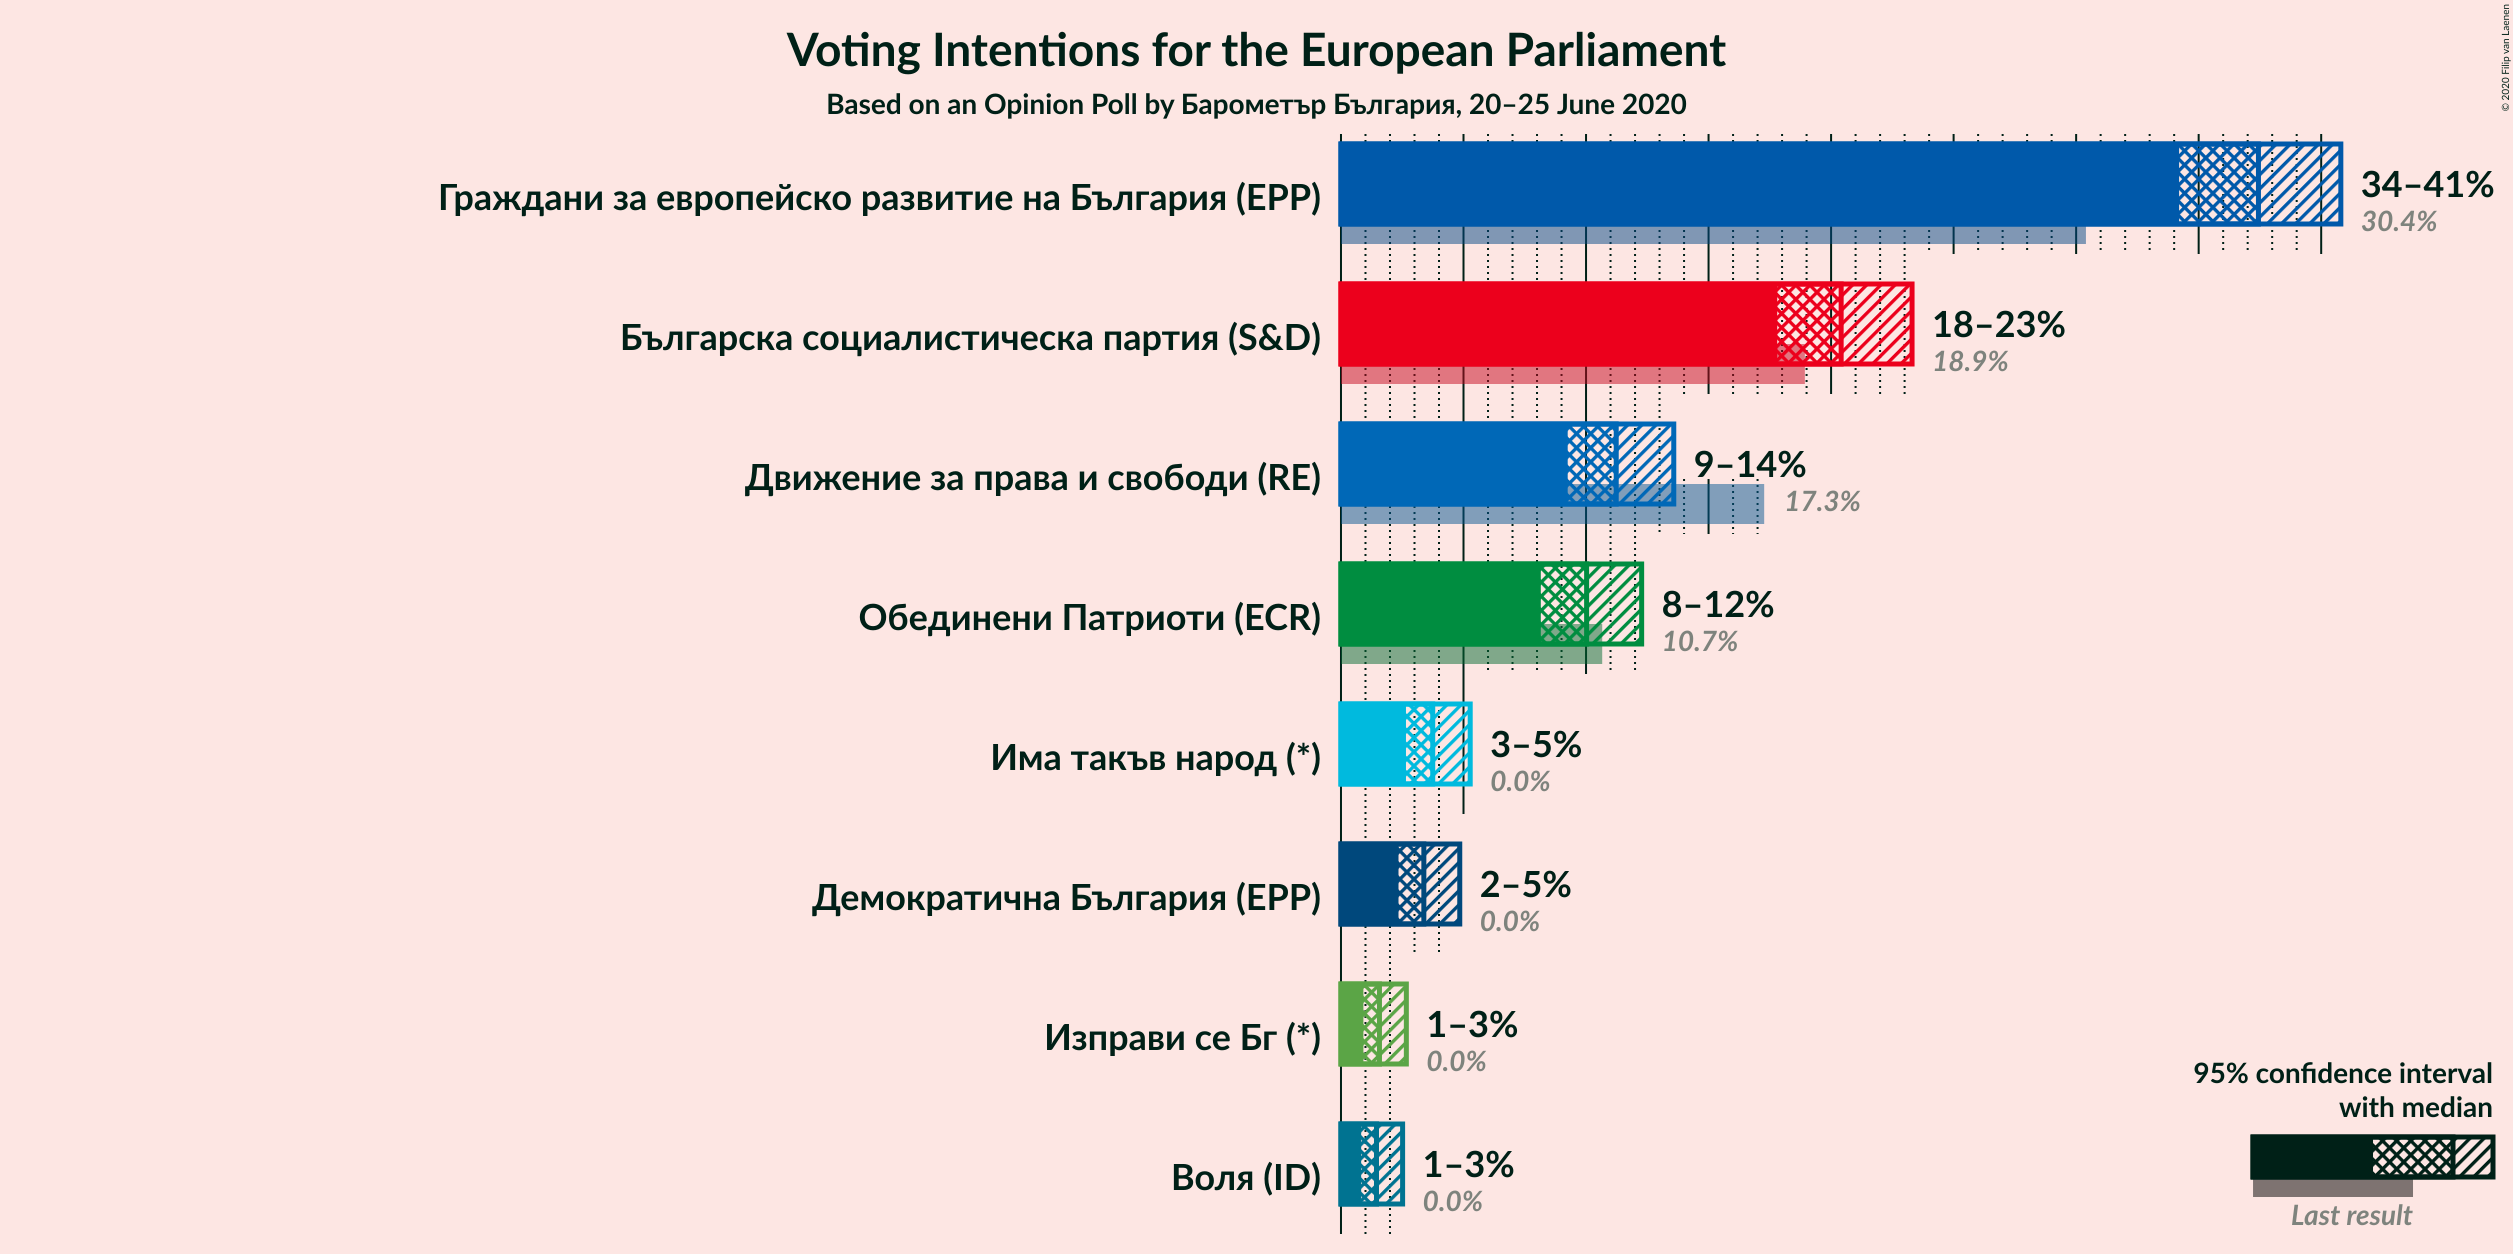 Voting Intentions for the European Parliament
Based on an Opinion Poll by Барометър България, 20–25 June 2020
© 2020 Filip van Laenen
Граждани за европейско развитие на България (EPP)
34–41%
30.4%
Българска социалистическа партия (S&D)
18–23%
18.9%
Движение за права и свободи (RE)
9–14%
17.3%
Обединени Патриоти (ECR)
8–12%
10.7%
Има такъв народ (*)
3–5%
0.0%
Демократична България (EPP)
2–5%
0.0%
Изправи се Бг (*)
1–3%
0.0%
Воля (ID)
1–3%
0.0%
95% confidence interval
with median
Last result